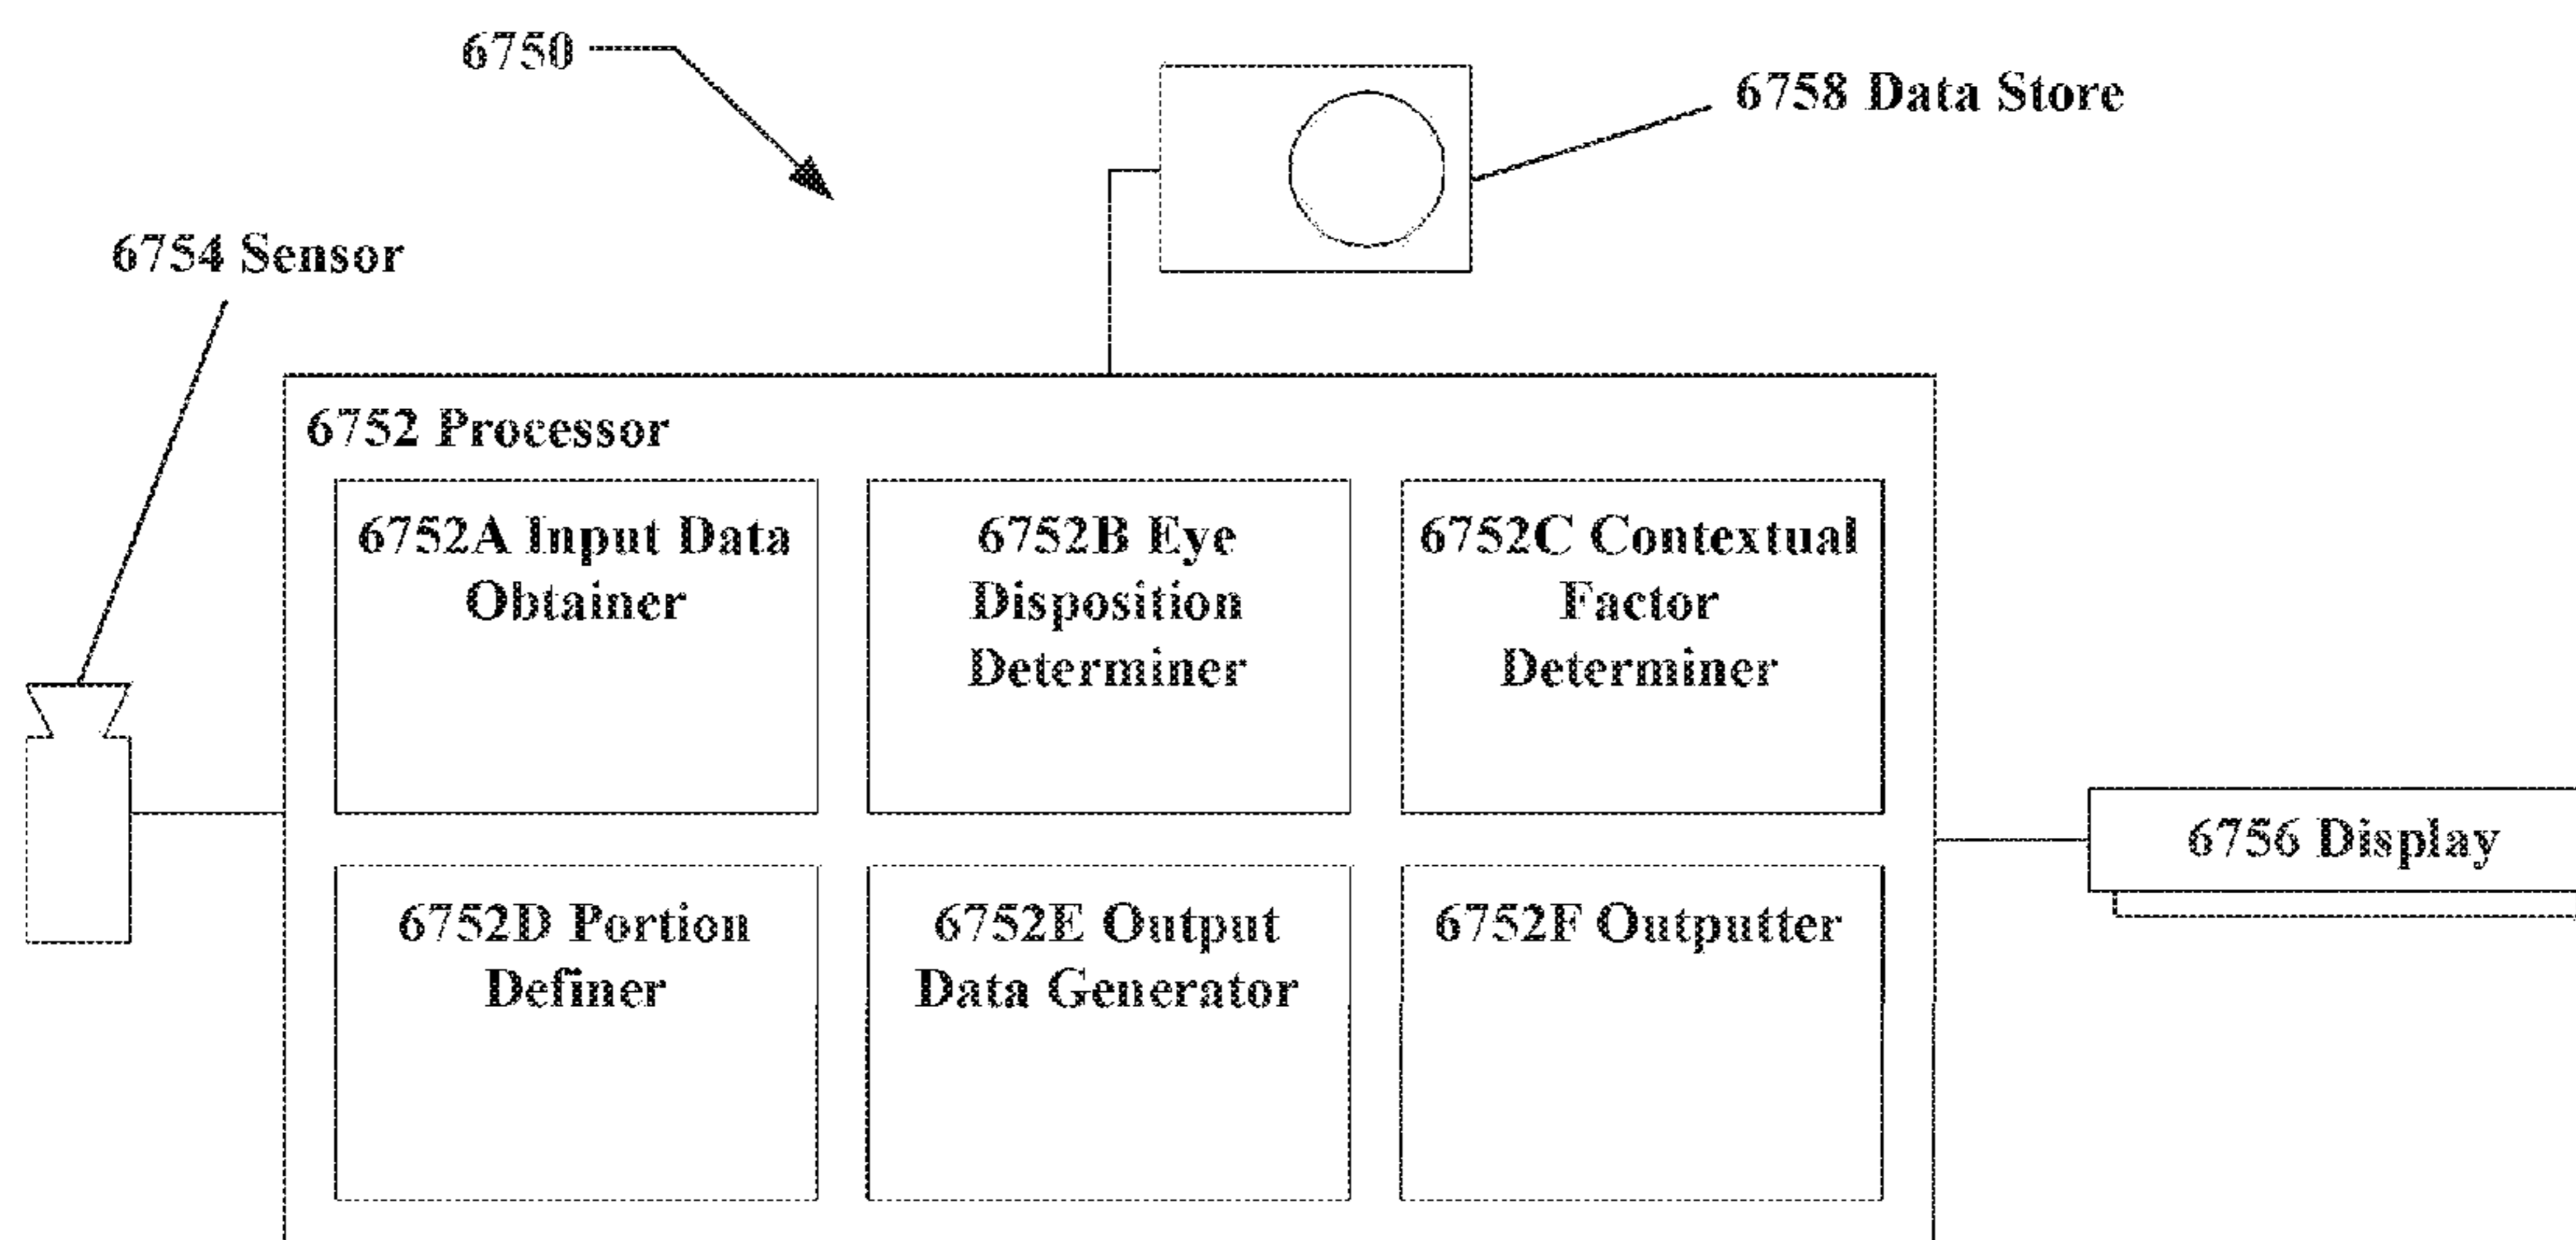 6750
6758 Data Store
6754 Sensor
6752 Processor
6752A Input Data
Obtainer
6752B Eye
Disposition
Determiner
6752C Contextual
Factor
Determiner
6756 Display
6752D Portion
Definer
6752E Output
Data Generator
6752F Outputter